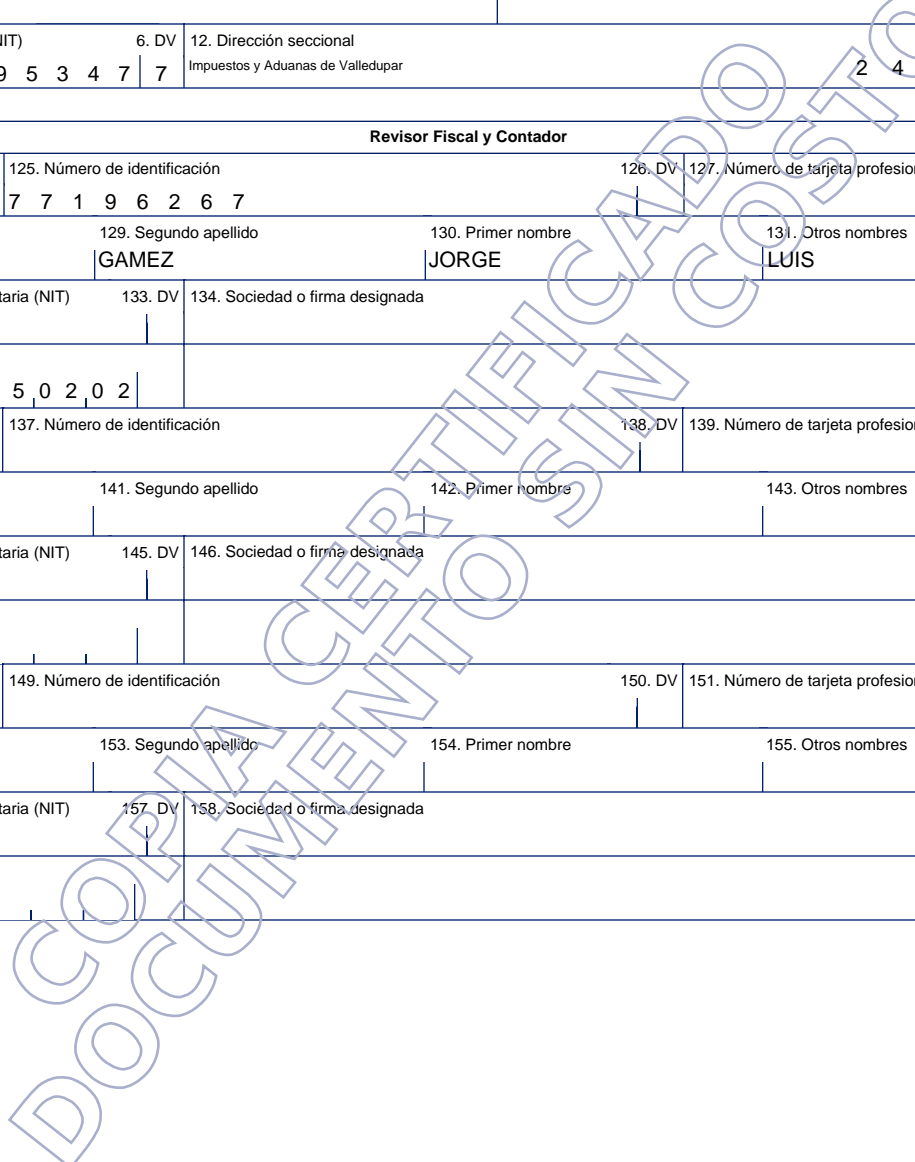 NIT) 6. DV 12. Dirección seccional
9 5 3 4 7 7 Impuestos y Aduanas de Valledupar 2 4
Revisor Fiscal y Contador
125. Número de identificación 126. DV 127. Número de tarjeta profesion
7 7 1 9 6 2 6 7
129. Segundo apellido 130. Primer nombre 131. Otros nombres
GAMEZ JORGE LUIS
taria (NIT) 133. DV 134. Sociedad o firma designada
5 0 2 0 2
137. Número de identificación 138. DV 139. Número de tarjeta profesion
141. Segundo apellido 142. Primer nombre 143. Otros nombres
taria (NIT) 145. DV 146. Sociedad o firma designada
149. Número de identificación 150. DV 151. Número de tarjeta profesion
153. Segundo apellido 154. Primer nombre 155. Otros nombres
taria (NIT) 157. DV 158. Sociedad o firma designada
COPIA CERTIFICADO
DOCUMENTO SIN COSTO